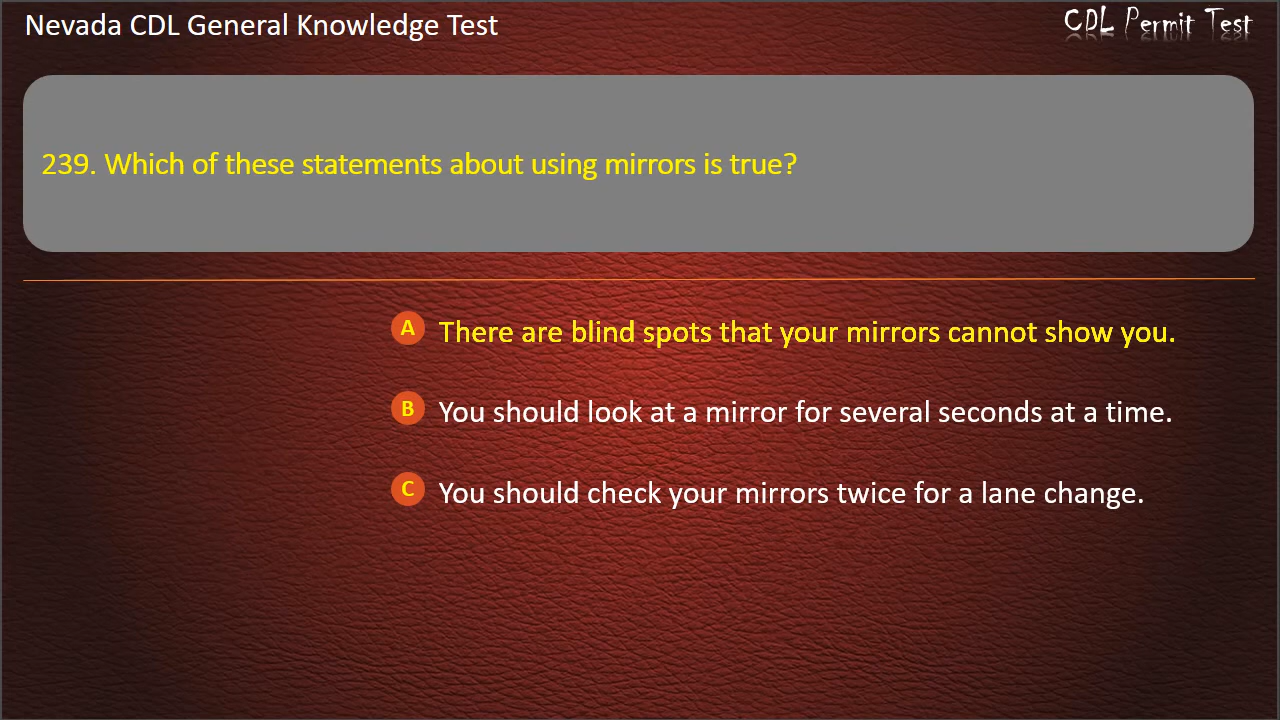 Nevada CDL General Knowledge Test
CDL Permit Test
239. Which of these statements about using mirrors is true?
A There are blind spots that your mirrors cannot show you.
B You should look at a mirror for several seconds at a time.
C You should check your mirrors twice for a lane change.